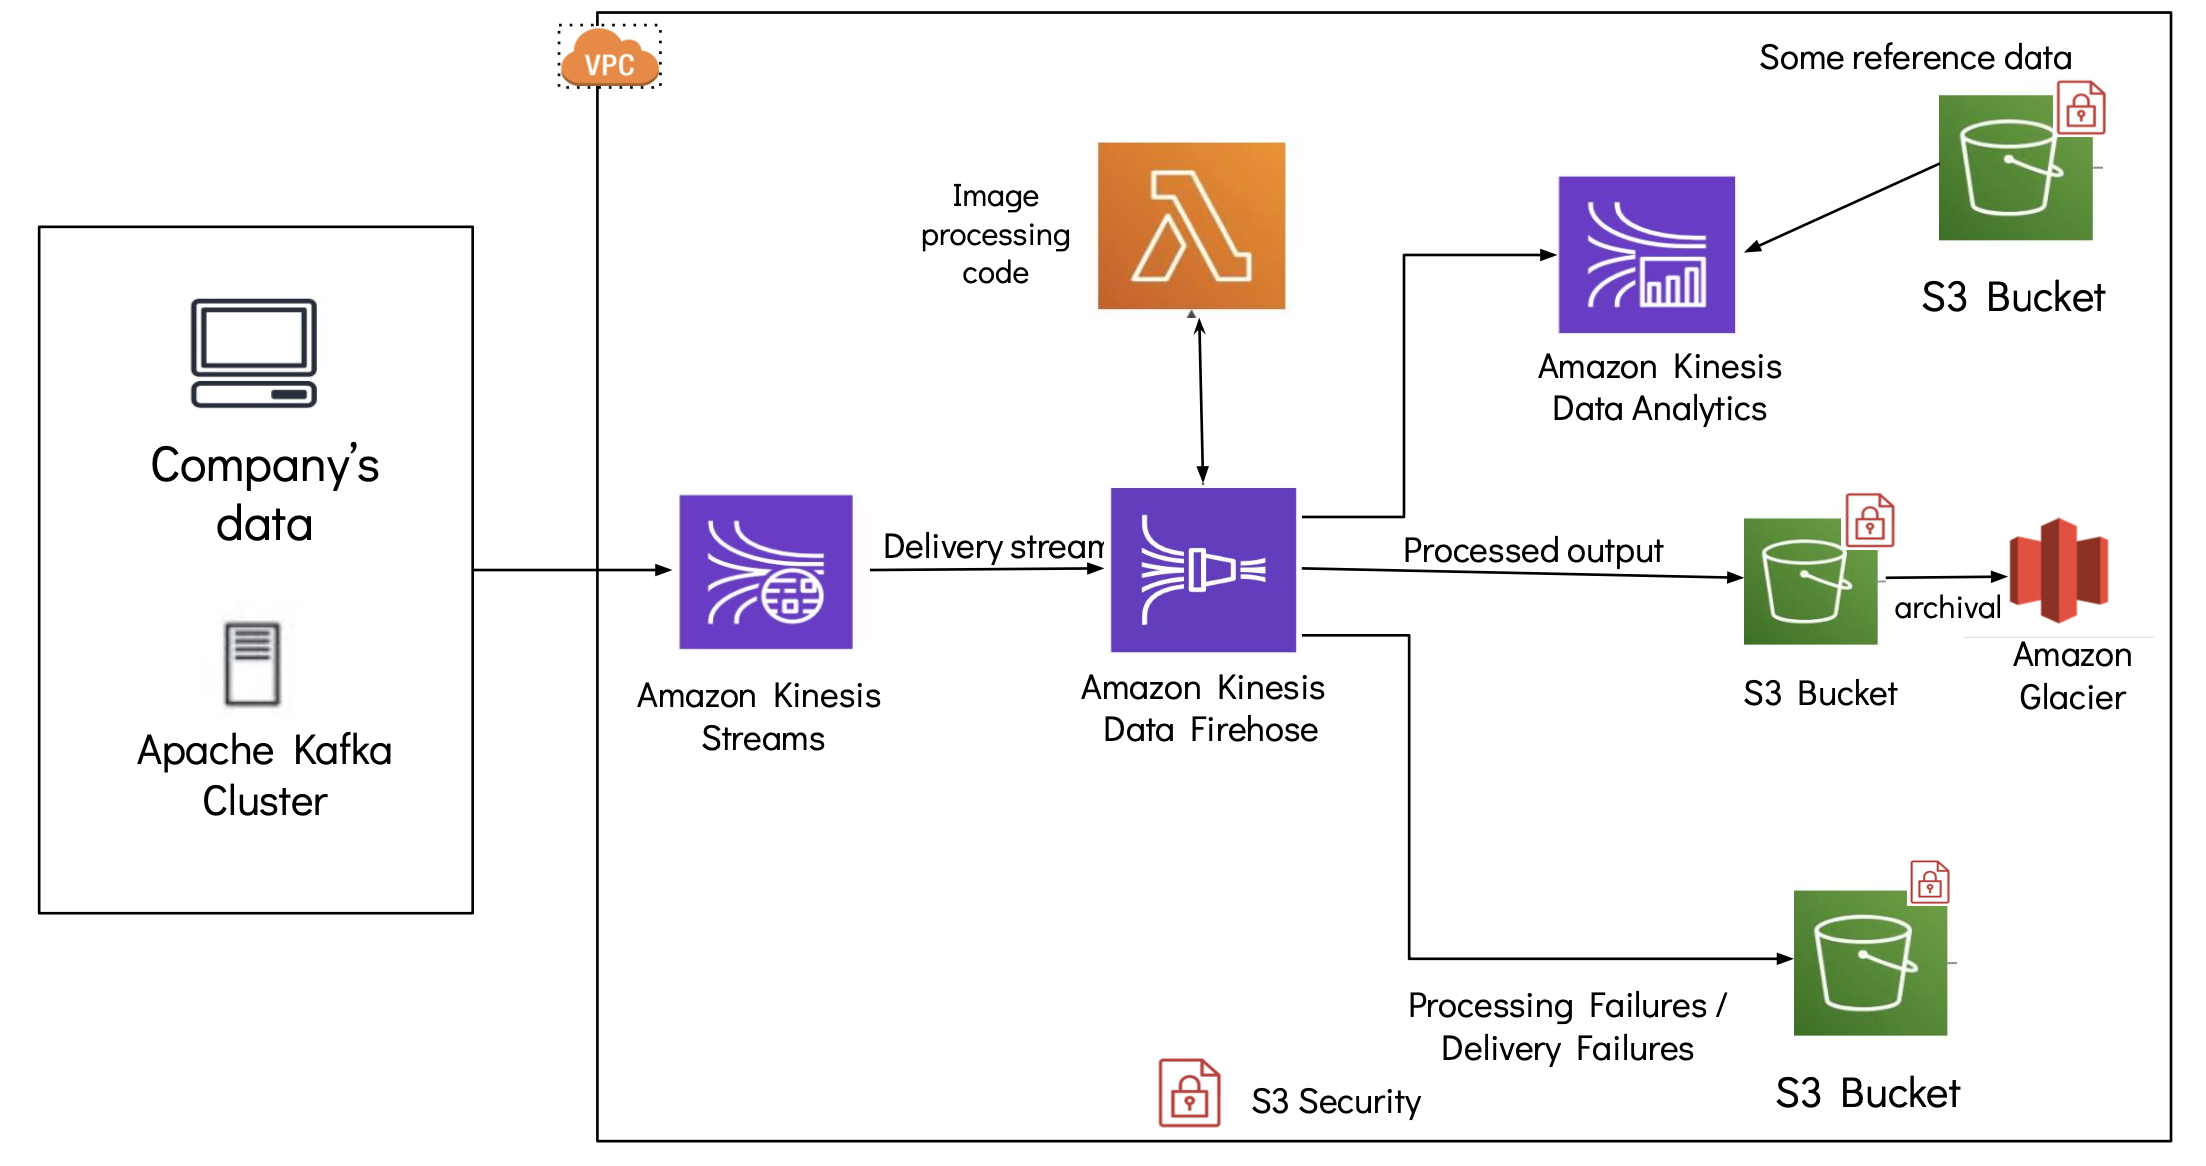 VPC
Some reference data
S3 Bucket
Image
processing
code
Amazon Kinesis
Data Analytics
Company's
data
Apache Kafka
Cluster
Delivery stream
Amazon Kinesis
Streams
Amazon Kinesis
Data Firehose
Processed output
S3 Bucket
archival
Amazon
Glacier
Processing Failures /
Delivery Failures
S3 Bucket
S3 Security